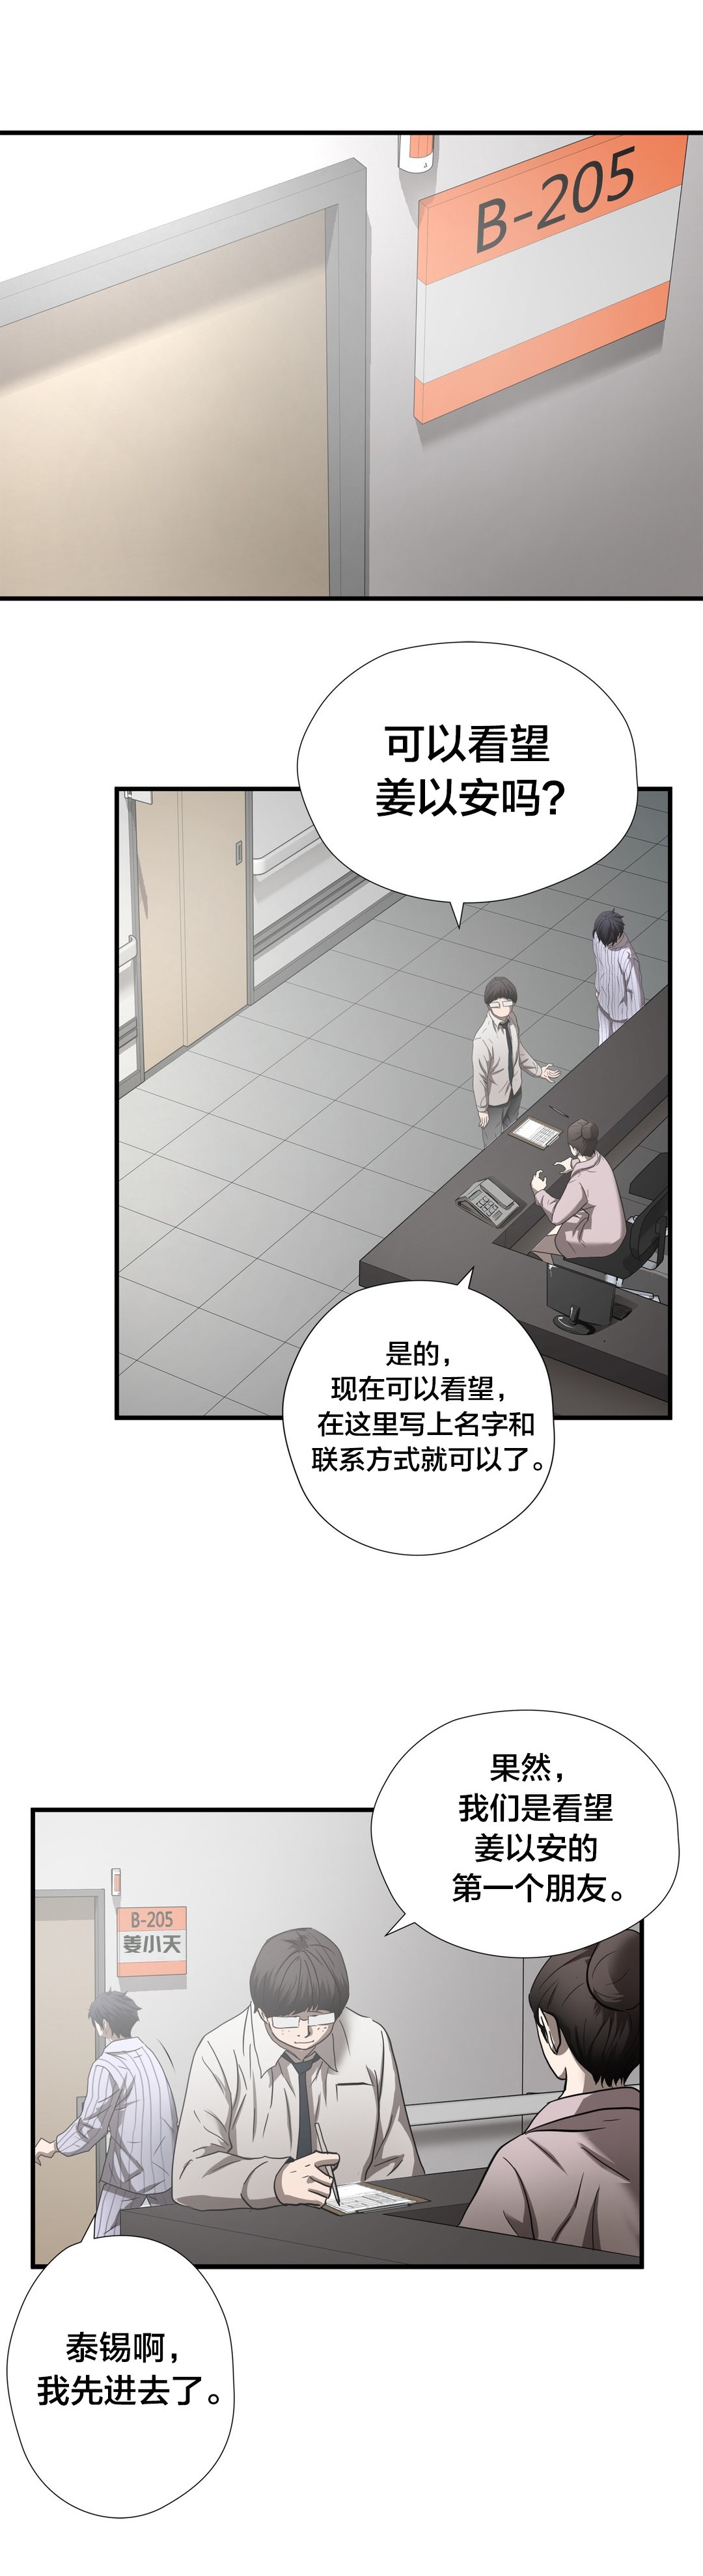 B-205
可以看望
姜以安吗?
是的,
现在可以看望,
在这里写上名字和
联系方式就可以了。
果然,
我们是看望
姜以安的
第一个朋友。
B-205
姜小天
泰锡啊,
我先进去了。